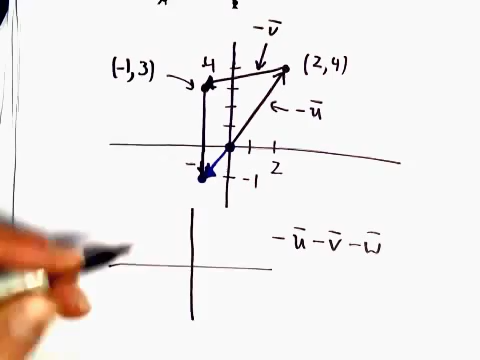 -v̅
(-1,3) 4 (2,4)
-u̅
2
-1
-u̅ -v̅ -w̅